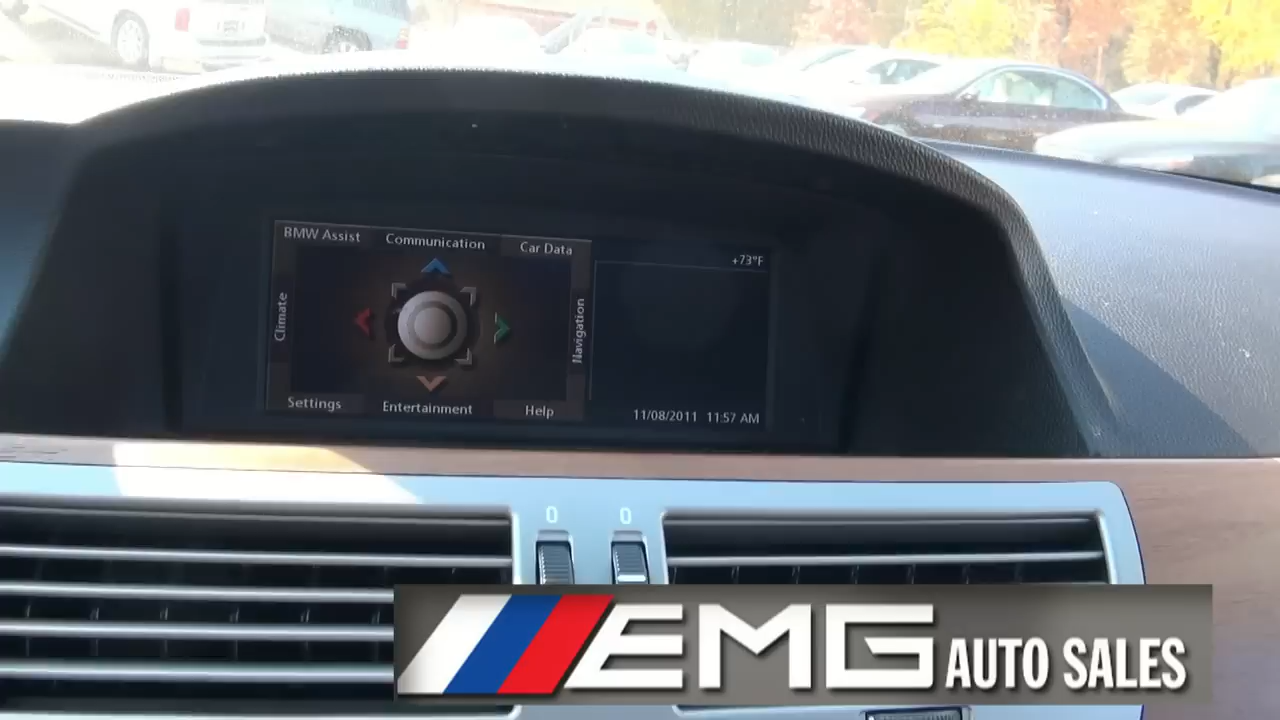 BMW Assist Communication Car Data
+73°F
Climate
Navigation
Settings Entertainment Help
11/08/2011 11:57 AM
0 0
EMG AUTO SALES